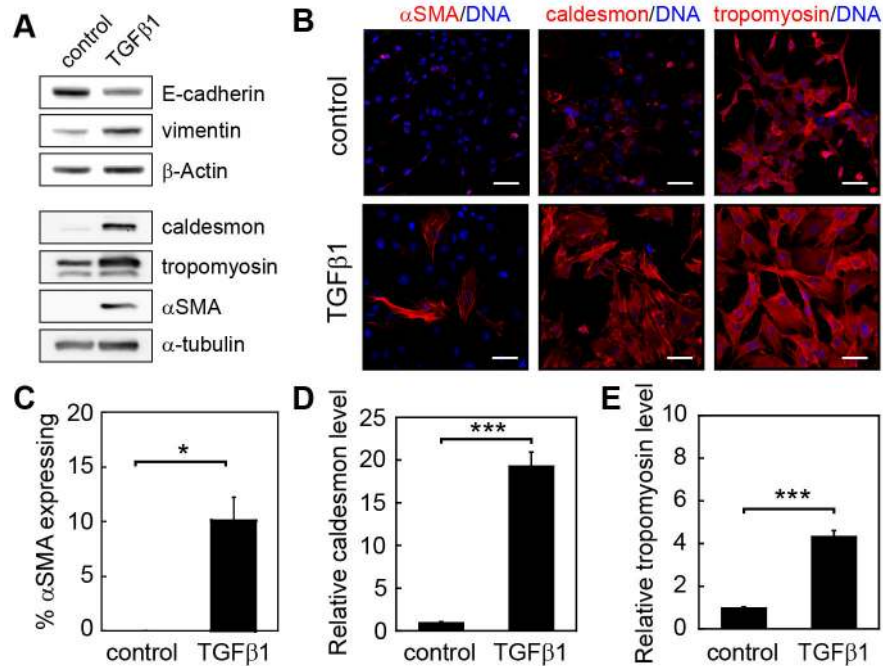 A
control
TGFβ1
E-cadherin
vimentin
β-Actin
caldesmon
tropomyosin
αSMA
α-tubulin
B
αSMA/DNA
caldesmon/DNA
tropomyosin/DNA
control
TGFβ1
C
% αSMA expressing
20
15
10
5
0
*
control
TGFβ1
D
Relative caldesmon level
25
20
15
10
5
0
***
control
TGFβ1
E
Relative tropomyosin level
10
8
6
4
2
0
***
control
TGFβ1